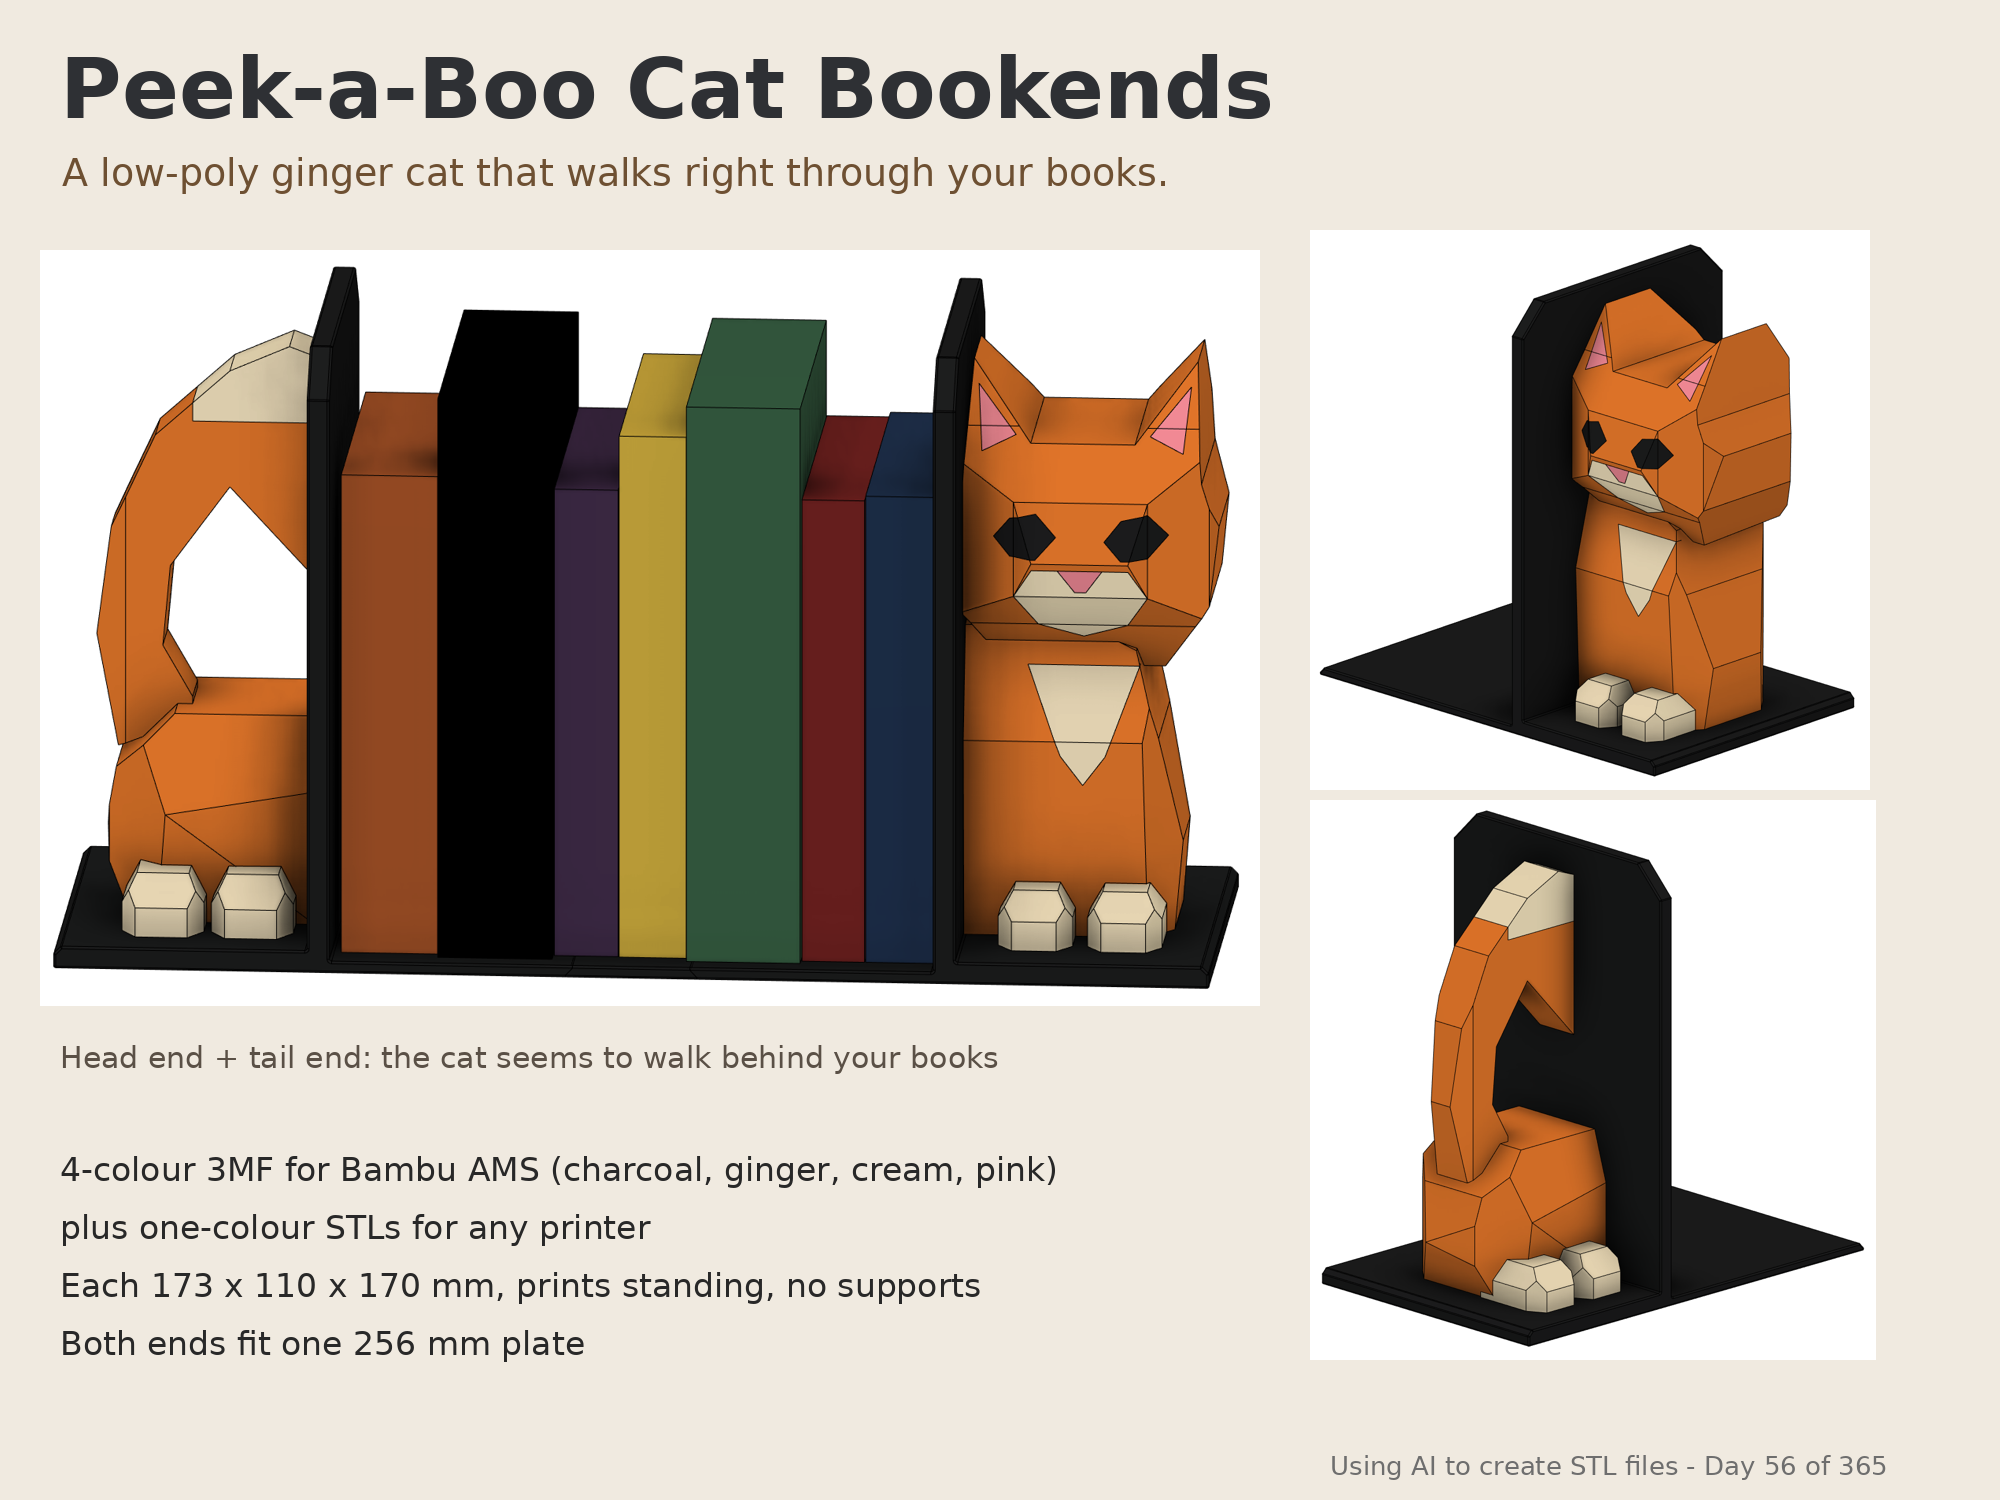 Peek-a-Boo Cat Bookends
A low-poly ginger cat that walks right through your books.
Head end + tail end: the cat seems to walk behind your books
4-colour 3MF for Bambu AMS (charcoal, ginger, cream, pink)
plus one-colour STLs for any printer
Each 173 x 110 x 170 mm, prints standing, no supports
Both ends fit one 256 mm plate
Using AI to create STL files - Day 56 of 365